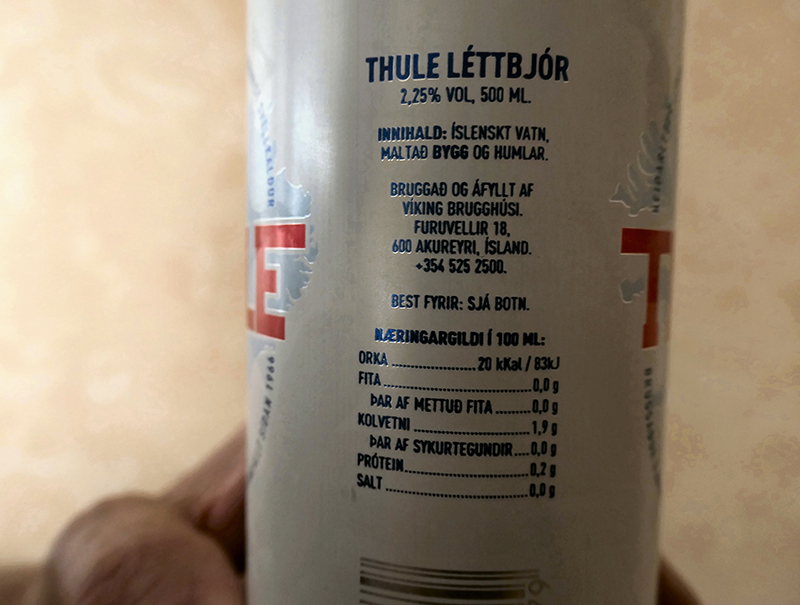 THULE LÉTTBJÓR
2,25% VOL, 500 ML.
INNIHALD: ÍSLENSKT VATN,
MALTAÐ BYGG OG HUMLAR.
BRUGGAÐ OG ÁFYLLT AF
VÍKING BRUGGHÚSI.
FURUVELLIR 18,
600 AKUREYRI, ÍSLAND.
+354 525 2500.
BEST FYRIR: SJÁ BOTN.
NÆRINGARGILDI Í 100 ML:
ORKA ........................ 20 kKal / 83kJ
FITA ........................................ 0,0 g
ÞAR AF METTUÐ FITA ......... 0,0 g
KOLVETNI ............................... 1,9 g
ÞAR AF SYKURTEGUNDIR .... 0,0 g
PRÓTEIN ................................. 0,2 g
SALT ....................................... 0,0 g
LE
T
SÍÐAN 1966